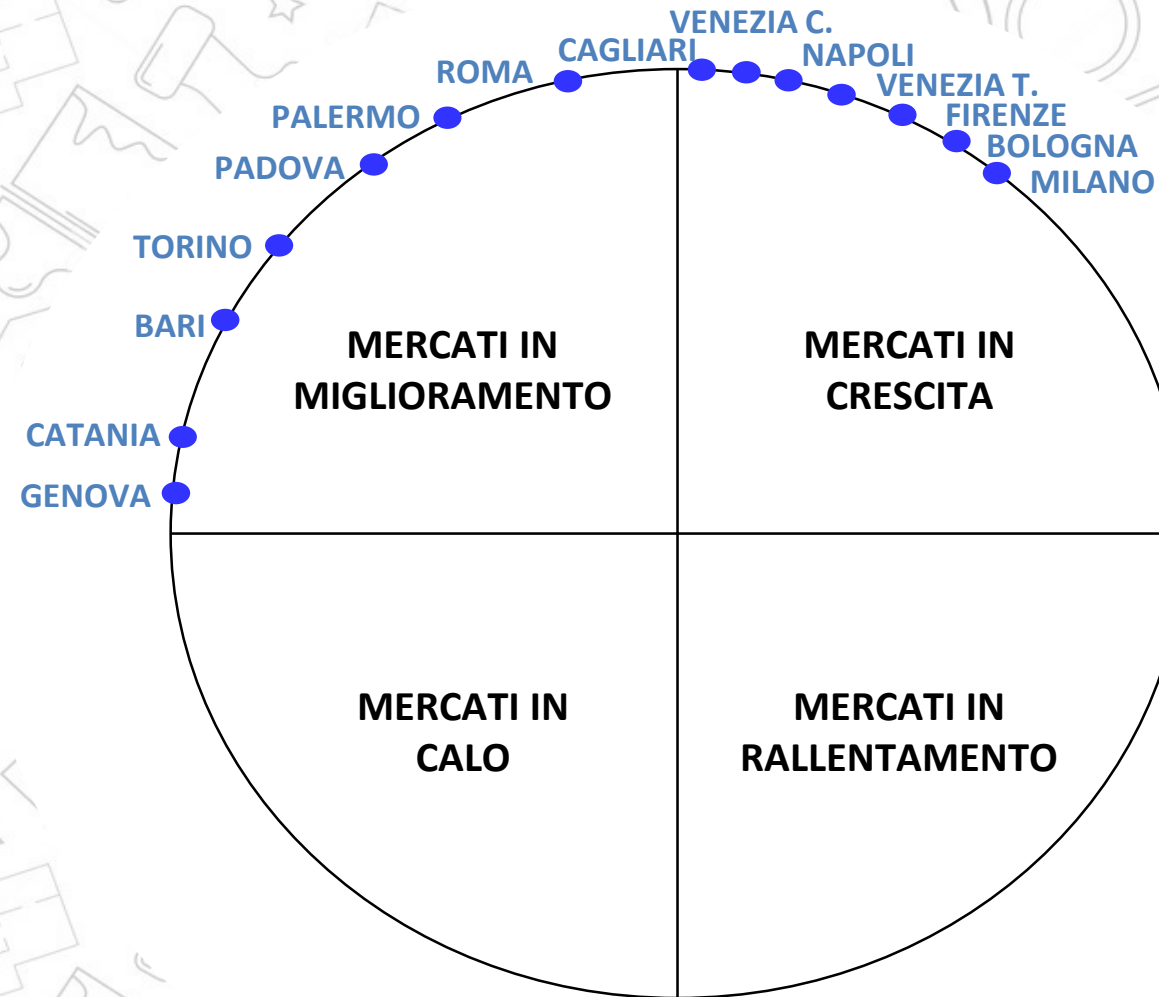 VENEZIA C.
CAGLIARI
NAPOLI
ROMA
VENEZIA T.
PALERMO
FIRENZE
BOLOGNA
PADOVA
MILANO
TORINO
BARI
MERCATI IN
MIGLIORAMENTO
MERCATI IN
CRESCITA
CATANIA
GENOVA
MERCATI IN
CALO
MERCATI IN
RALLENTAMENTO